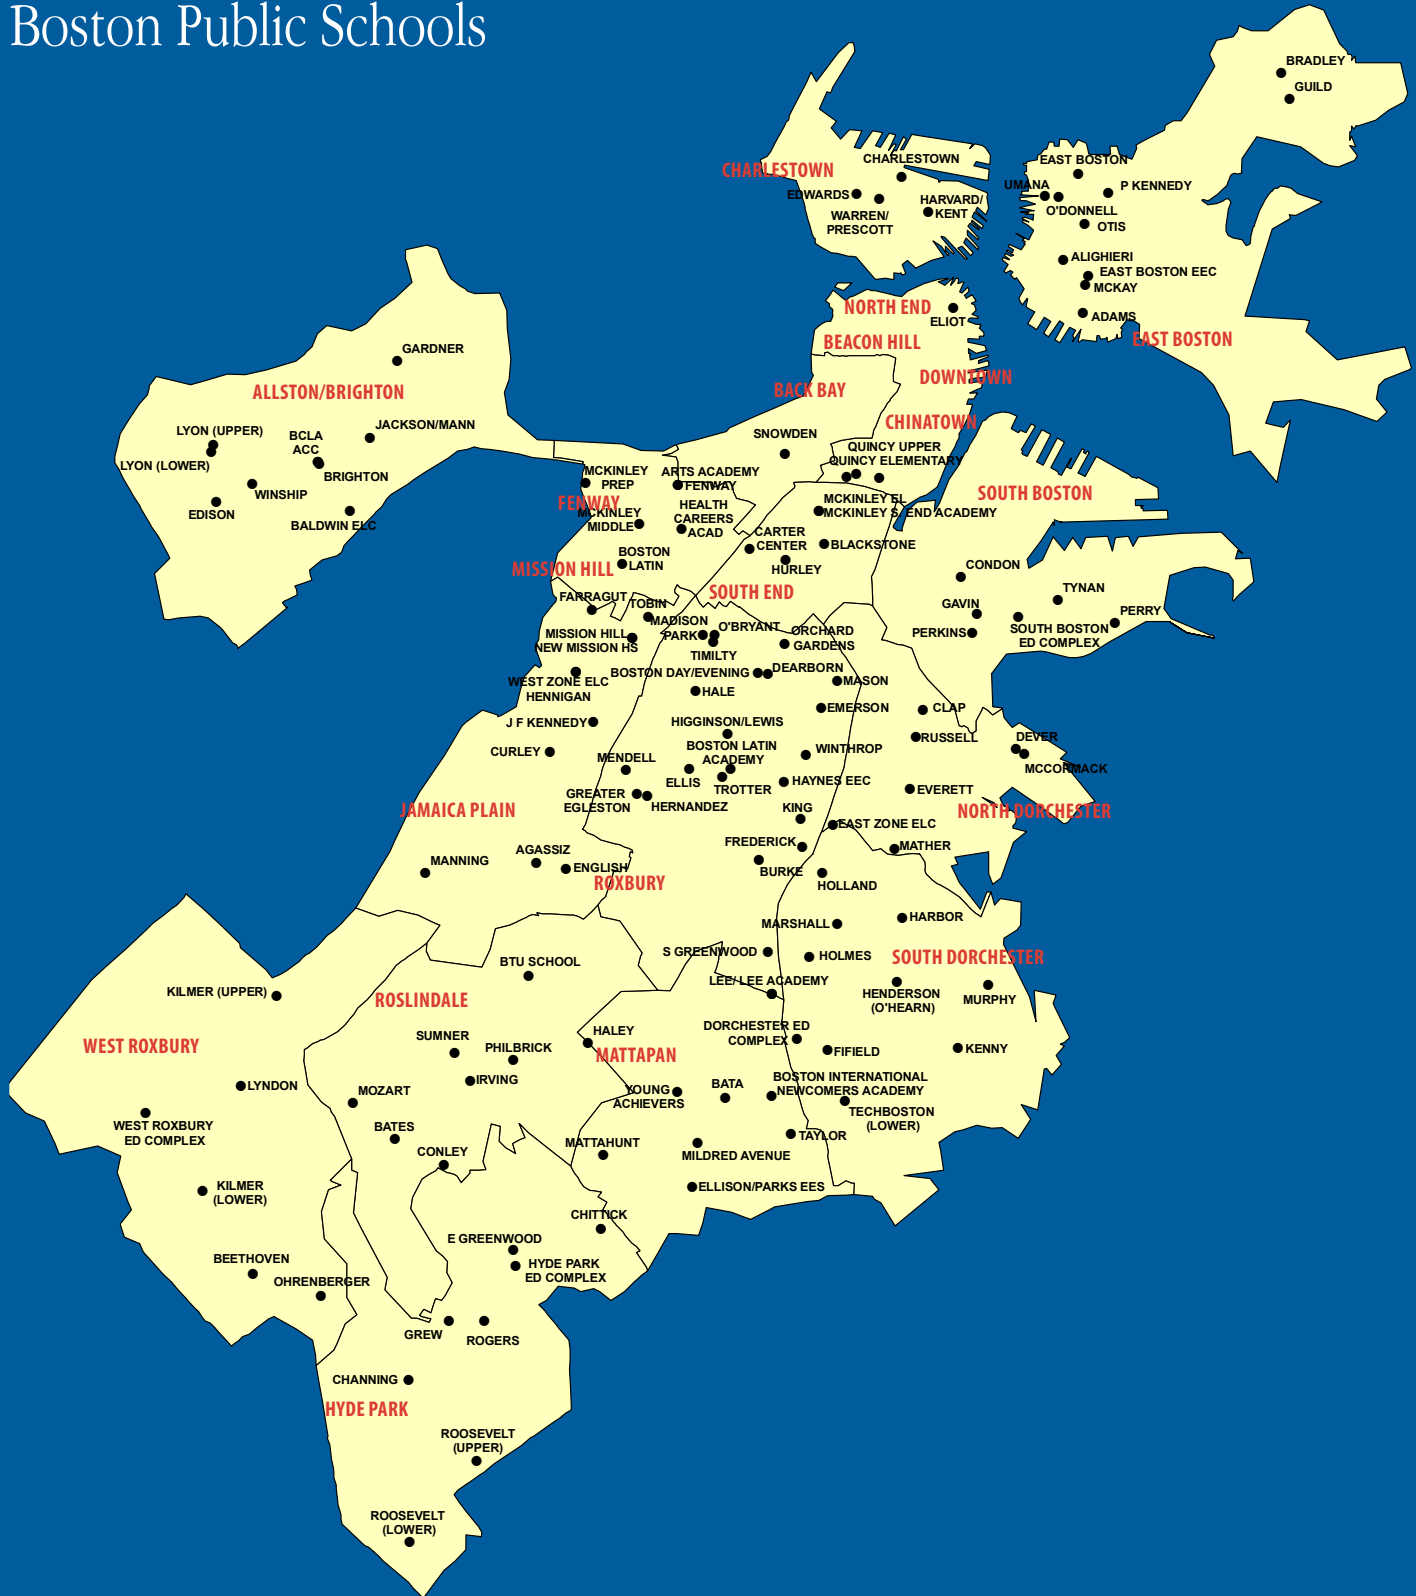 Boston Public Schools
BRADLEY
GUILD
CHARLESTOWN
CHARLESTOWN
EDWARDS
WARREN/
PRESCOTT
HARVARD/
KENT
EAST BOSTON
UMANA
P KENNEDY
O'DONNELL
OTIS
ALIGHIERI
EAST BOSTON EEC
MCKAY
ADAMS
EAST BOSTON
NORTH END
ELIOT
BEACON HILL
DOWNTOWN
BACK BAY
CHINATOWN
SNOWDEN
QUINCY UPPER
QUINCY ELEMENTARY
GARDNER
ALLSTON/BRIGHTON
JACKSON/MANN
LYON (UPPER)
LYON (LOWER)
BCLA
ACC
BRIGHTON
WINSHIP
EDISON
BALDWIN ELC
MCKINLEY
PREP
ARTS ACADEMY
FENWAY
FENWAY
MCKINLEY
MIDDLE
HEALTH
CAREERS
ACAD
BOSTON
LATIN
MISSION HILL
MCKINLEY EL
MCKINLEY S. END ACADEMY
CARTER
CENTER
BLACKSTONE
HURLEY
SOUTH END
SOUTH BOSTON
CONDON
TYNAN
GAVIN
PERKINS
SOUTH BOSTON
ED COMPLEX
PERRY
FARRAGUT
TOBIN
MISSION HILL
NEW MISSION HS
WEST ZONE ELC
HENNIGAN
MADISON
PARK
O'BRYANT
TIMILTY
ORCHARD
GARDENS
BOSTON DAY/EVENING
DEARBORN
HALE
MASON
EMERSON
CLAP
RUSSELL
DEVER
MCCORMACK
J F KENNEDY
CURLEY
HIGGINSON/LEWIS
BOSTON LATIN
ACADEMY
WINTHROP
MENDELL
ELLIS
TROTTER
HAYNES EEC
EVERETT
GREATER
EGLESTON
HERNANDEZ
JAMAICA PLAIN
NORTH DORCHESTER
KING
EAST ZONE ELC
FREDERICK
MATHER
MANNING
AGASSIZ
ENGLISH
ROXBURY
BURKE
HOLLAND
MARSHALL
HARBOR
S GREENWOOD
HOLMES
SOUTH DORCHESTER
BTU SCHOOL
LEE/LEE ACADEMY
HENDERSON
(O'HEARN)
MURPHY
KILMER (UPPER)
ROSLINDALE
WEST ROXBURY
SUMNER
PHILBRICK
HALEY
MATTAPAN
DORCHESTER ED
COMPLEX
FIFIELD
KENNY
LYNDON
MOZART
IRVING
YOUNG
ACHIEVERS
BATA
BOSTON INTERNATIONAL
NEWCOMERS ACADEMY
TECHBOSTON
(LOWER)
WEST ROXBURY
ED COMPLEX
BATES
CONLEY
MATTAHUNT
MILDRED AVENUE
TAYLOR
KILMER
(LOWER)
ELLISON/PARKS EES
CHITTICK
E GREENWOOD
HYDE PARK
ED COMPLEX
BEETHOVEN
OHRENBERGER
GREW
ROGERS
CHANNING
HYDE PARK
ROOSEVELT
(UPPER)
ROOSEVELT
(LOWER)